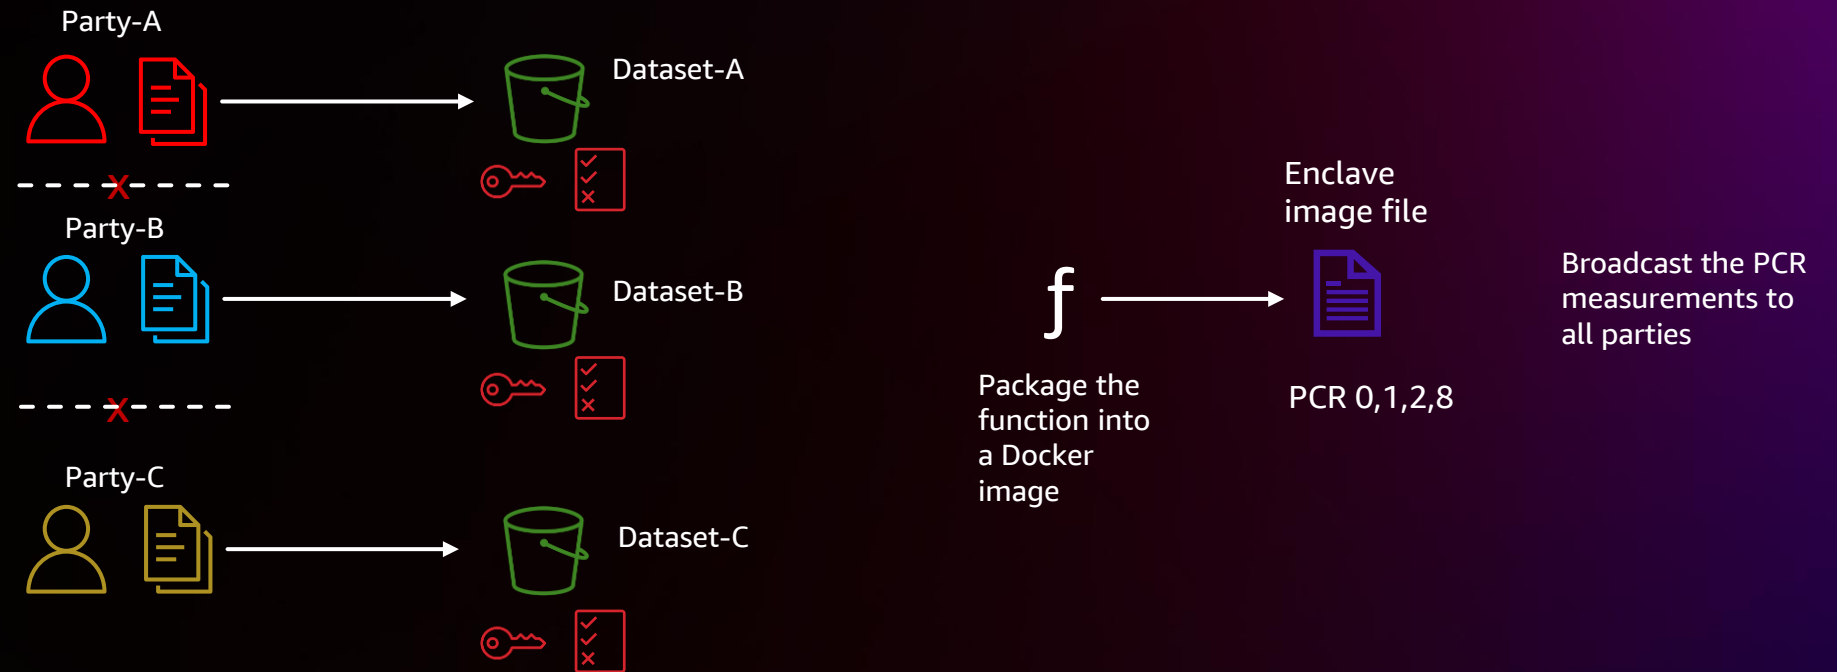 Party-A
Dataset-A
Party-B
Dataset-B
Party-C
Dataset-C
ƒ
Package the
function into
a Docker
image
Enclave
image file
PCR 0,1,2,8
Broadcast the PCR
measurements to
all parties